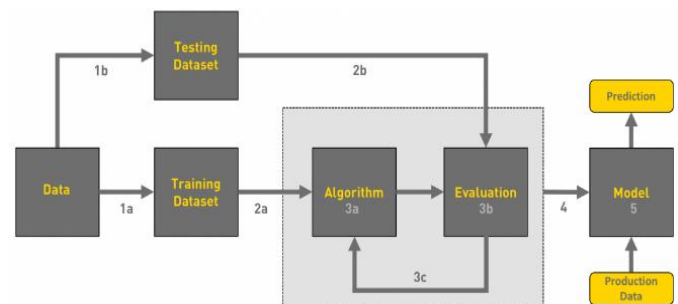 Testing
Dataset
1b
2b
Prediction
Data
1a
Training
Dataset
2a
Algorithm
3a
Evaluation
3b
4
Model
5
3c
Production
Data